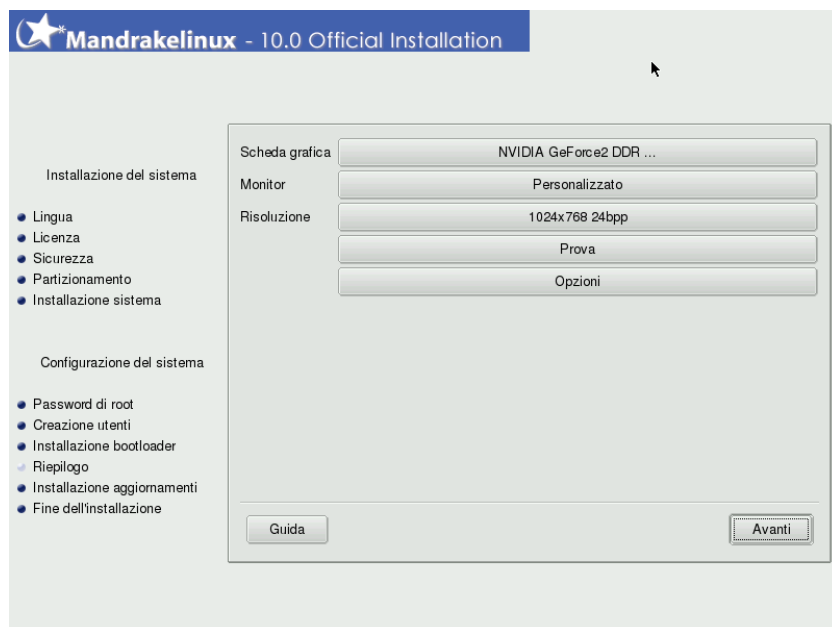 Mandrakelinux - 10.0 Official Installation
Installazione del sistema
Lingua
Licenza
Sicurezza
Partizionamento
Installazione sistema
Configurazione del sistema
Password di root
Creazione utenti
Installazione bootloader
Riepilogo
Installazione aggiornamenti
Fine dell'installazione
Scheda grafica NVIDIA GeForce2 DDR ...
Monitor Personalizzato
Risoluzione 1024x768 24bpp
Prova
Opzioni
Guida Avanti